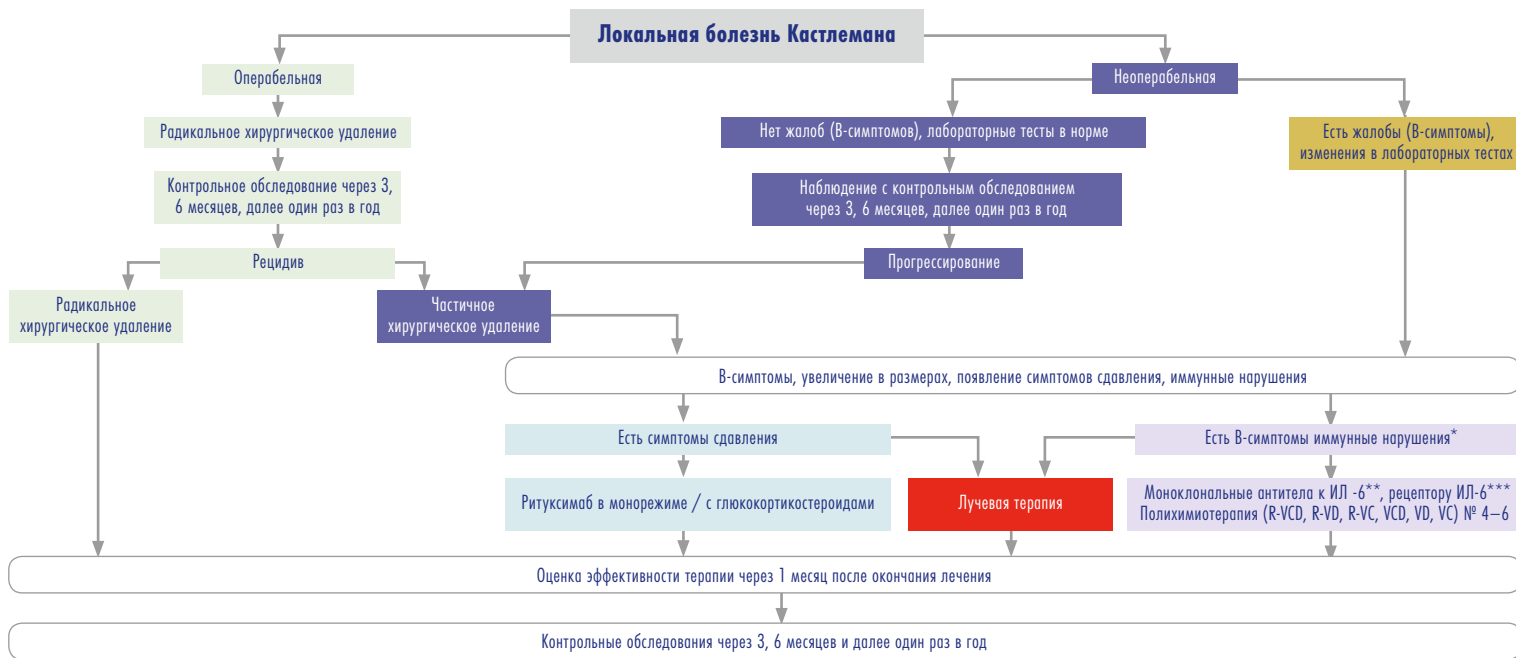 Локальная болезнь Кастлемана
Операбельная
Неоперабельная
Радикальное хирургическое удаление
Нет жалоб (В-симптомов), лабораторные тесты в норме
Есть жалобы (В-симптомы),
изменения в лабораторных тестах
Контрольное обследование через 3,
6 месяцев, далее один раз в год
Наблюдение с контрольным обследованием
через 3, 6 месяцев, далее один раз в год
Рецидив
Прогрессирование
Радикальное
хирургическое удаление
Частичное
хирургическое удаление
В-симптомы, увеличение в размерах, появление симптомов сдавления, иммунные нарушения
Есть симптомы сдавления
Есть В-симптомы иммунные нарушения*
Ритуксимаб в монорежиме / с глюкокортикостероидами
Лучевая терапия
Моноклональные антитела к ИЛ -6**, рецептору ИЛ-6***
Полихимиотерапия (R-VCD, R-VD, R-VC, VCD, VD, VC) № 4–6
Оценка эффективности терапии через 1 месяц после окончания лечения
Контрольные обследования через 3, 6 месяцев и далее один раз в год